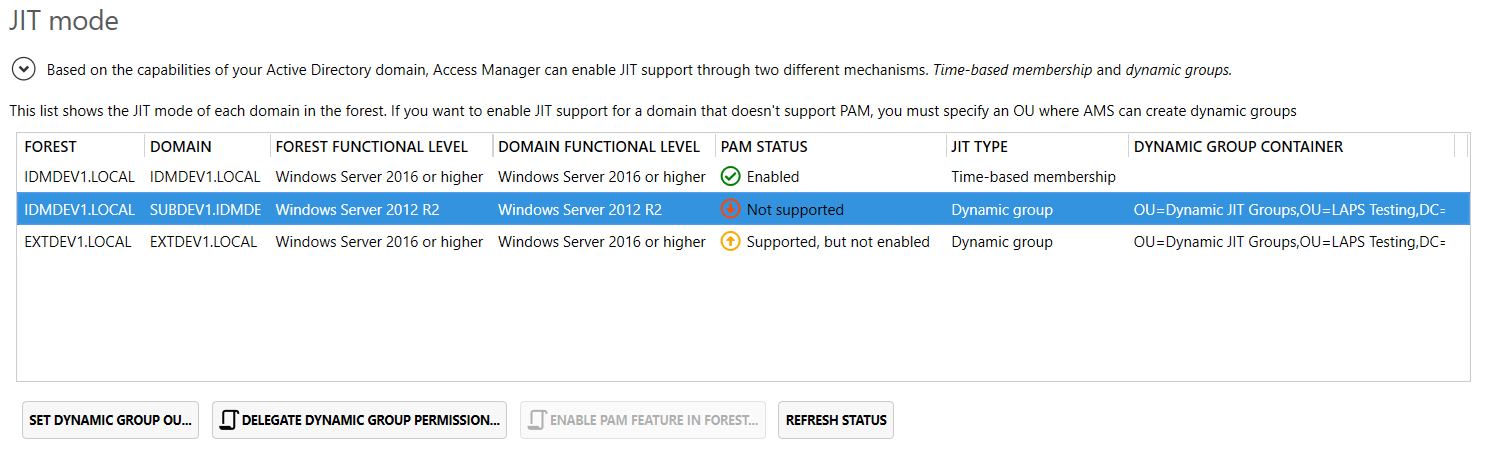 JIT mode
Based on the capabilities of your Active Directory domain, Access Manager can enable JIT support through two different mechanisms. Time-based membership and dynamic groups.
This list shows the JIT mode of each domain in the forest. If you want to enable JIT support for a domain that doesn't support PAM, you must specify an OU where AMS can create dynamic groups
FOREST DOMAIN FOREST FUNCTIONAL LEVEL DOMAIN FUNCTIONAL LEVEL PAM STATUS JIT TYPE DYNAMIC GROUP CONTAINER
IDMDEV1.LOCAL IDMDEV1.LOCAL Windows Server 2016 or higher Windows Server 2016 or higher Enabled Time-based membership
IDMDEV1.LOCAL SUBDEV1.IDMDE Windows Server 2012 R2 Windows Server 2012 R2 Not supported Dynamic group OU=Dynamic JIT Groups,OU=LAPS Testing,DC=
EXTDEV1.LOCAL EXTDEV1.LOCAL Windows Server 2016 or higher Windows Server 2016 or higher Supported, but not enabled Dynamic group OU=Dynamic JIT Groups,OU=LAPS Testing,DC=
SET DYNAMIC GROUP OU... DELEGATE DYNAMIC GROUP PERMISSION... ENABLE PAM FEATURE IN FOREST... REFRESH STATUS